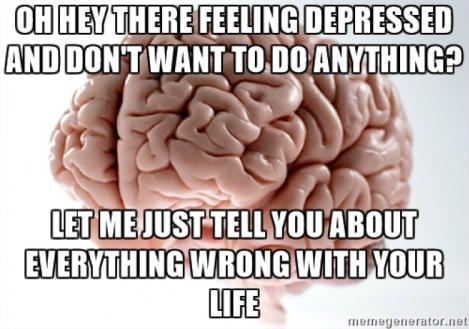 OH HEY THERE FEELING DEPRESSED
AND DON'T WANT TO DO ANYTHING?
LET ME JUST TELL YOU ABOUT
EVERYTHING WRONG WITH YOUR
LIFE
memegenerator.net